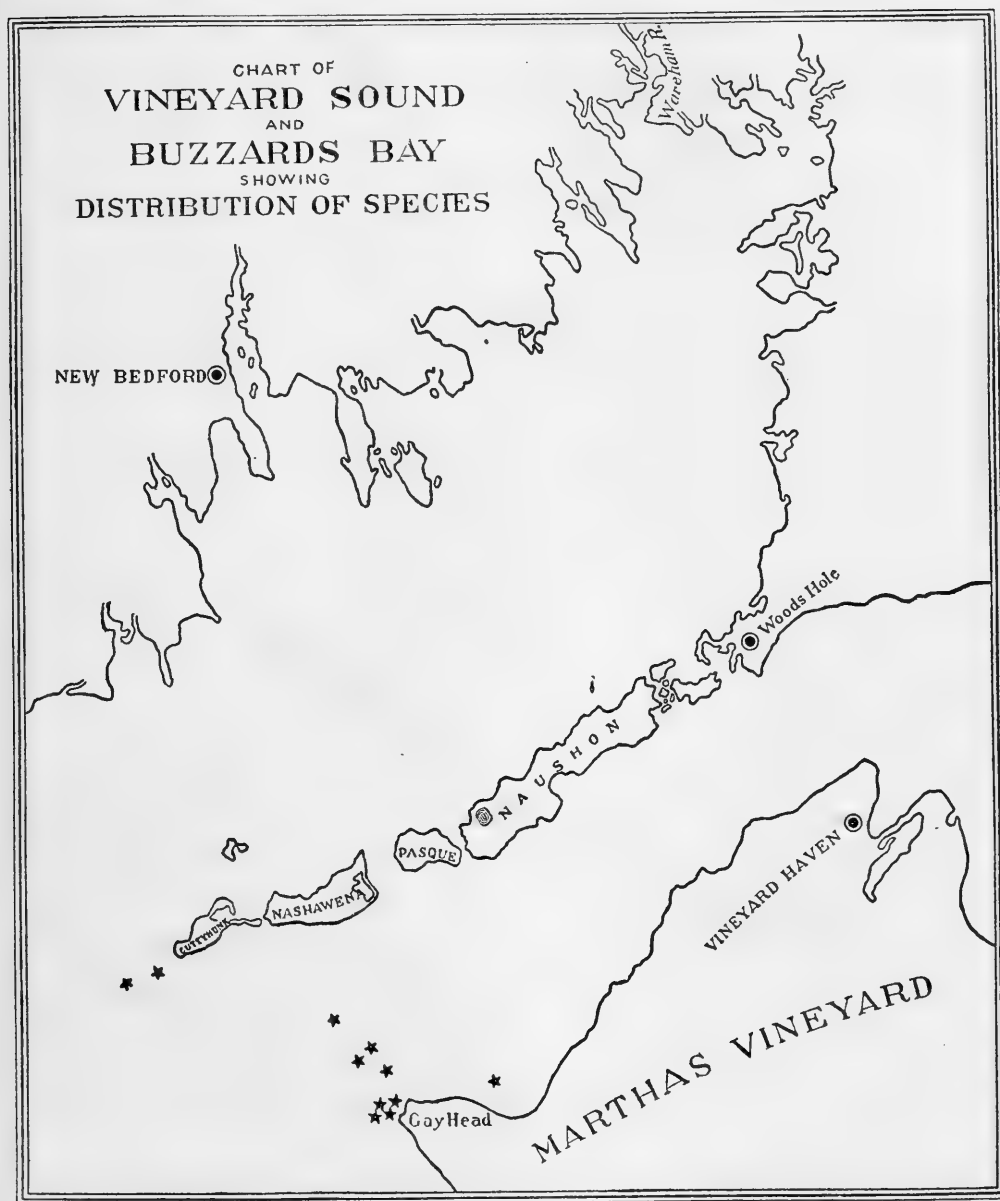 CHART OF
VINEYARD SOUND
AND
BUZZARDS BAY
SHOWING
DISTRIBUTION OF SPECIES
Wareham R.
NEW BEDFORD
Woods Hole
NAUSHON
PASQUE
NASHAWENA
CUTTYHUNK
VINEYARD HAVEN
MARTHAS VINEYARD
Gay Head